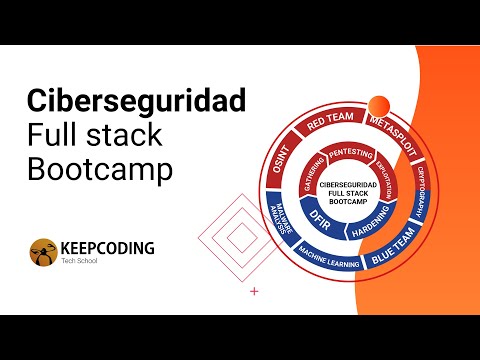 Ciberseguridad
Full stack
Bootcamp
KEEPCODING
Tech School
OSINT
RED TEAM
METASPLOIT
CRYPTOGRAPHY
BLUE TEAM
MACHINE LEARNING
MALWARE
ANALYSIS
GATHERING
PENTESTING
EXPLOITATION
HARDENING
DFIR
CIBERSEGURIDAD
FULL STACK
BOOTCAMP